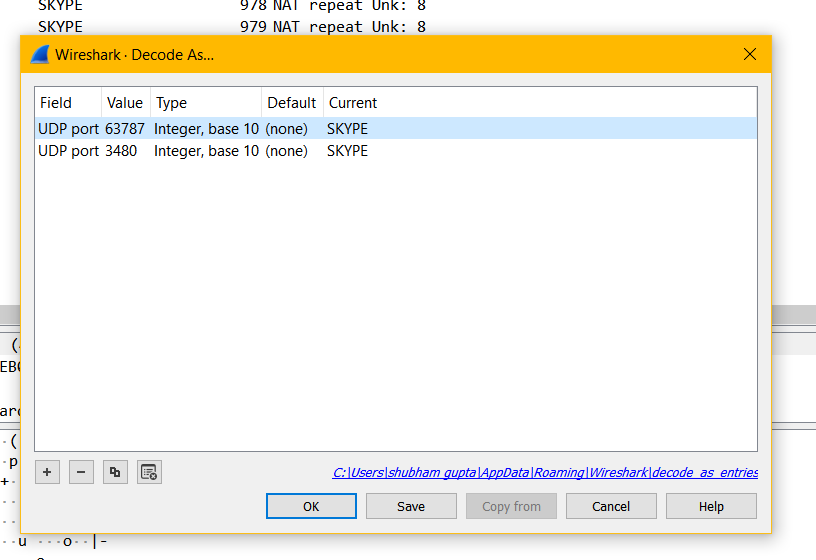 SKYPE 978 NAT repeat Unk: 8
SKYPE 979 NAT repeat Unk: 8
Wireshark · Decode As...
Field Value Type Default Current
UDP port 63787 Integer, base 10 (none) SKYPE
UDP port 3480 Integer, base 10 (none) SKYPE
(
EB
arc
· (
· p
+ ·
C:\Users\shubham gupta\AppData\Roaming\Wireshark\decode_as_entries
OK Save Copy from Cancel Help
· · u · · · o · · | -